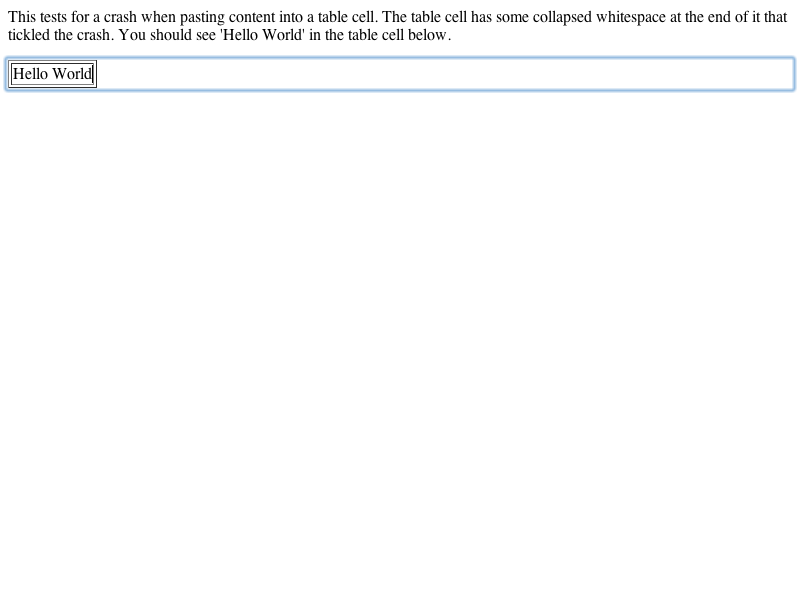 This tests for a crash when pasting content into a table cell. The table cell has some collapsed whitespace at the end of it that
tickled the crash. You should see 'Hello World' in the table cell below.
Hello World